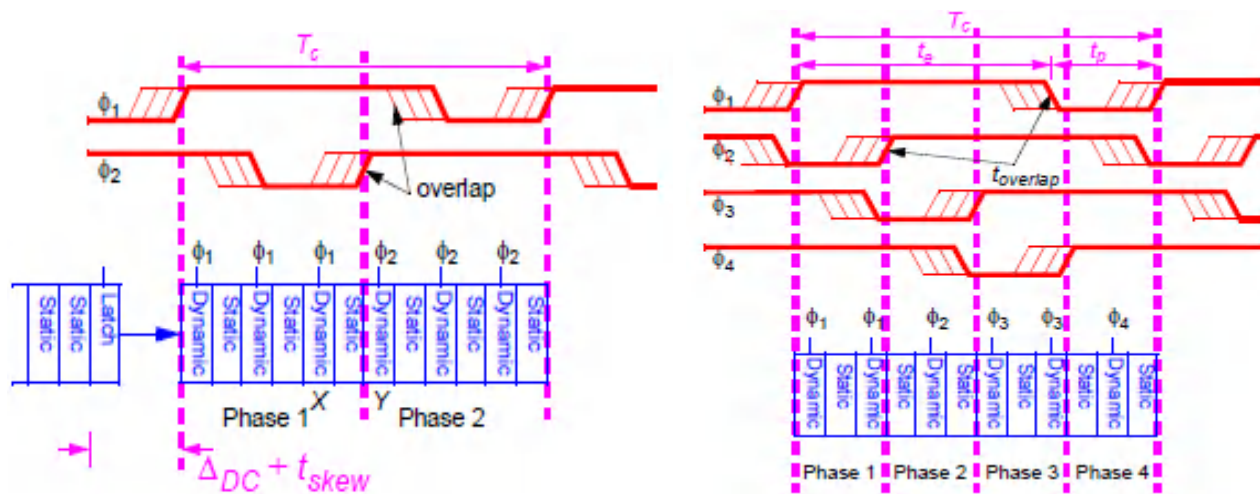 T_c
ϕ1
ϕ2
overlap
ϕ1 ϕ1 ϕ1 ϕ2 ϕ2 ϕ2
Static Static Latch
Dynamic Static Dynamic Static Dynamic Static Dynamic Static Dynamic Static Dynamic Static
Phase 1 X Y Phase 2
Δ_DC + t_skew
T_c
t_e t_p
ϕ1
ϕ2
t_overlap
ϕ3
ϕ4
ϕ1 ϕ1 ϕ2 ϕ3 ϕ3 ϕ4
Dynamic Static Dynamic Static Dynamic Static Dynamic Static Dynamic Static Dynamic Static
Phase 1 Phase 2 Phase 3 Phase 4